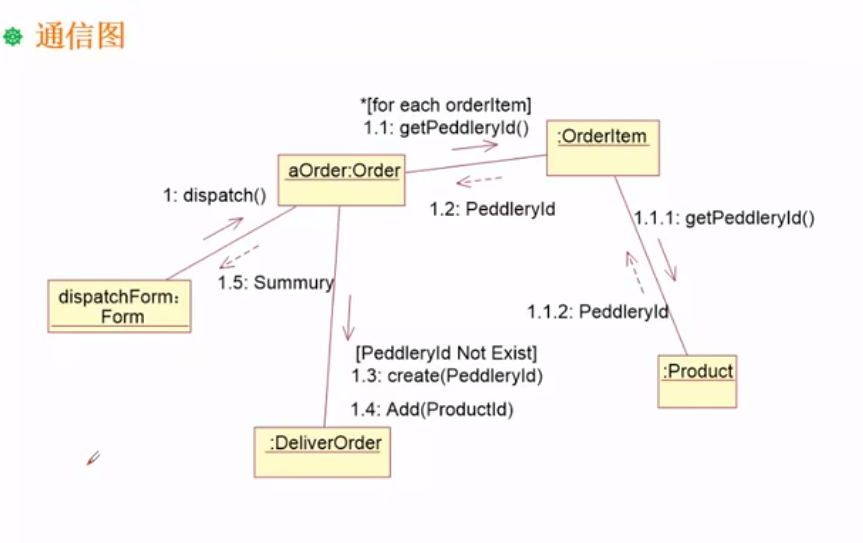 通信图
*[for each orderItem]
1.1: getPeddleryId()
:OrderItem
aOrder:Order
1: dispatch()
1.2: PeddleryId
1.1.1: getPeddleryId()
1.5: Summury
dispatchForm：
Form
1.1.2: PeddleryId
[PeddleryId Not Exist]
1.3: create(PeddleryId)
:Product
1.4: Add(ProductId)
:DeliverOrder